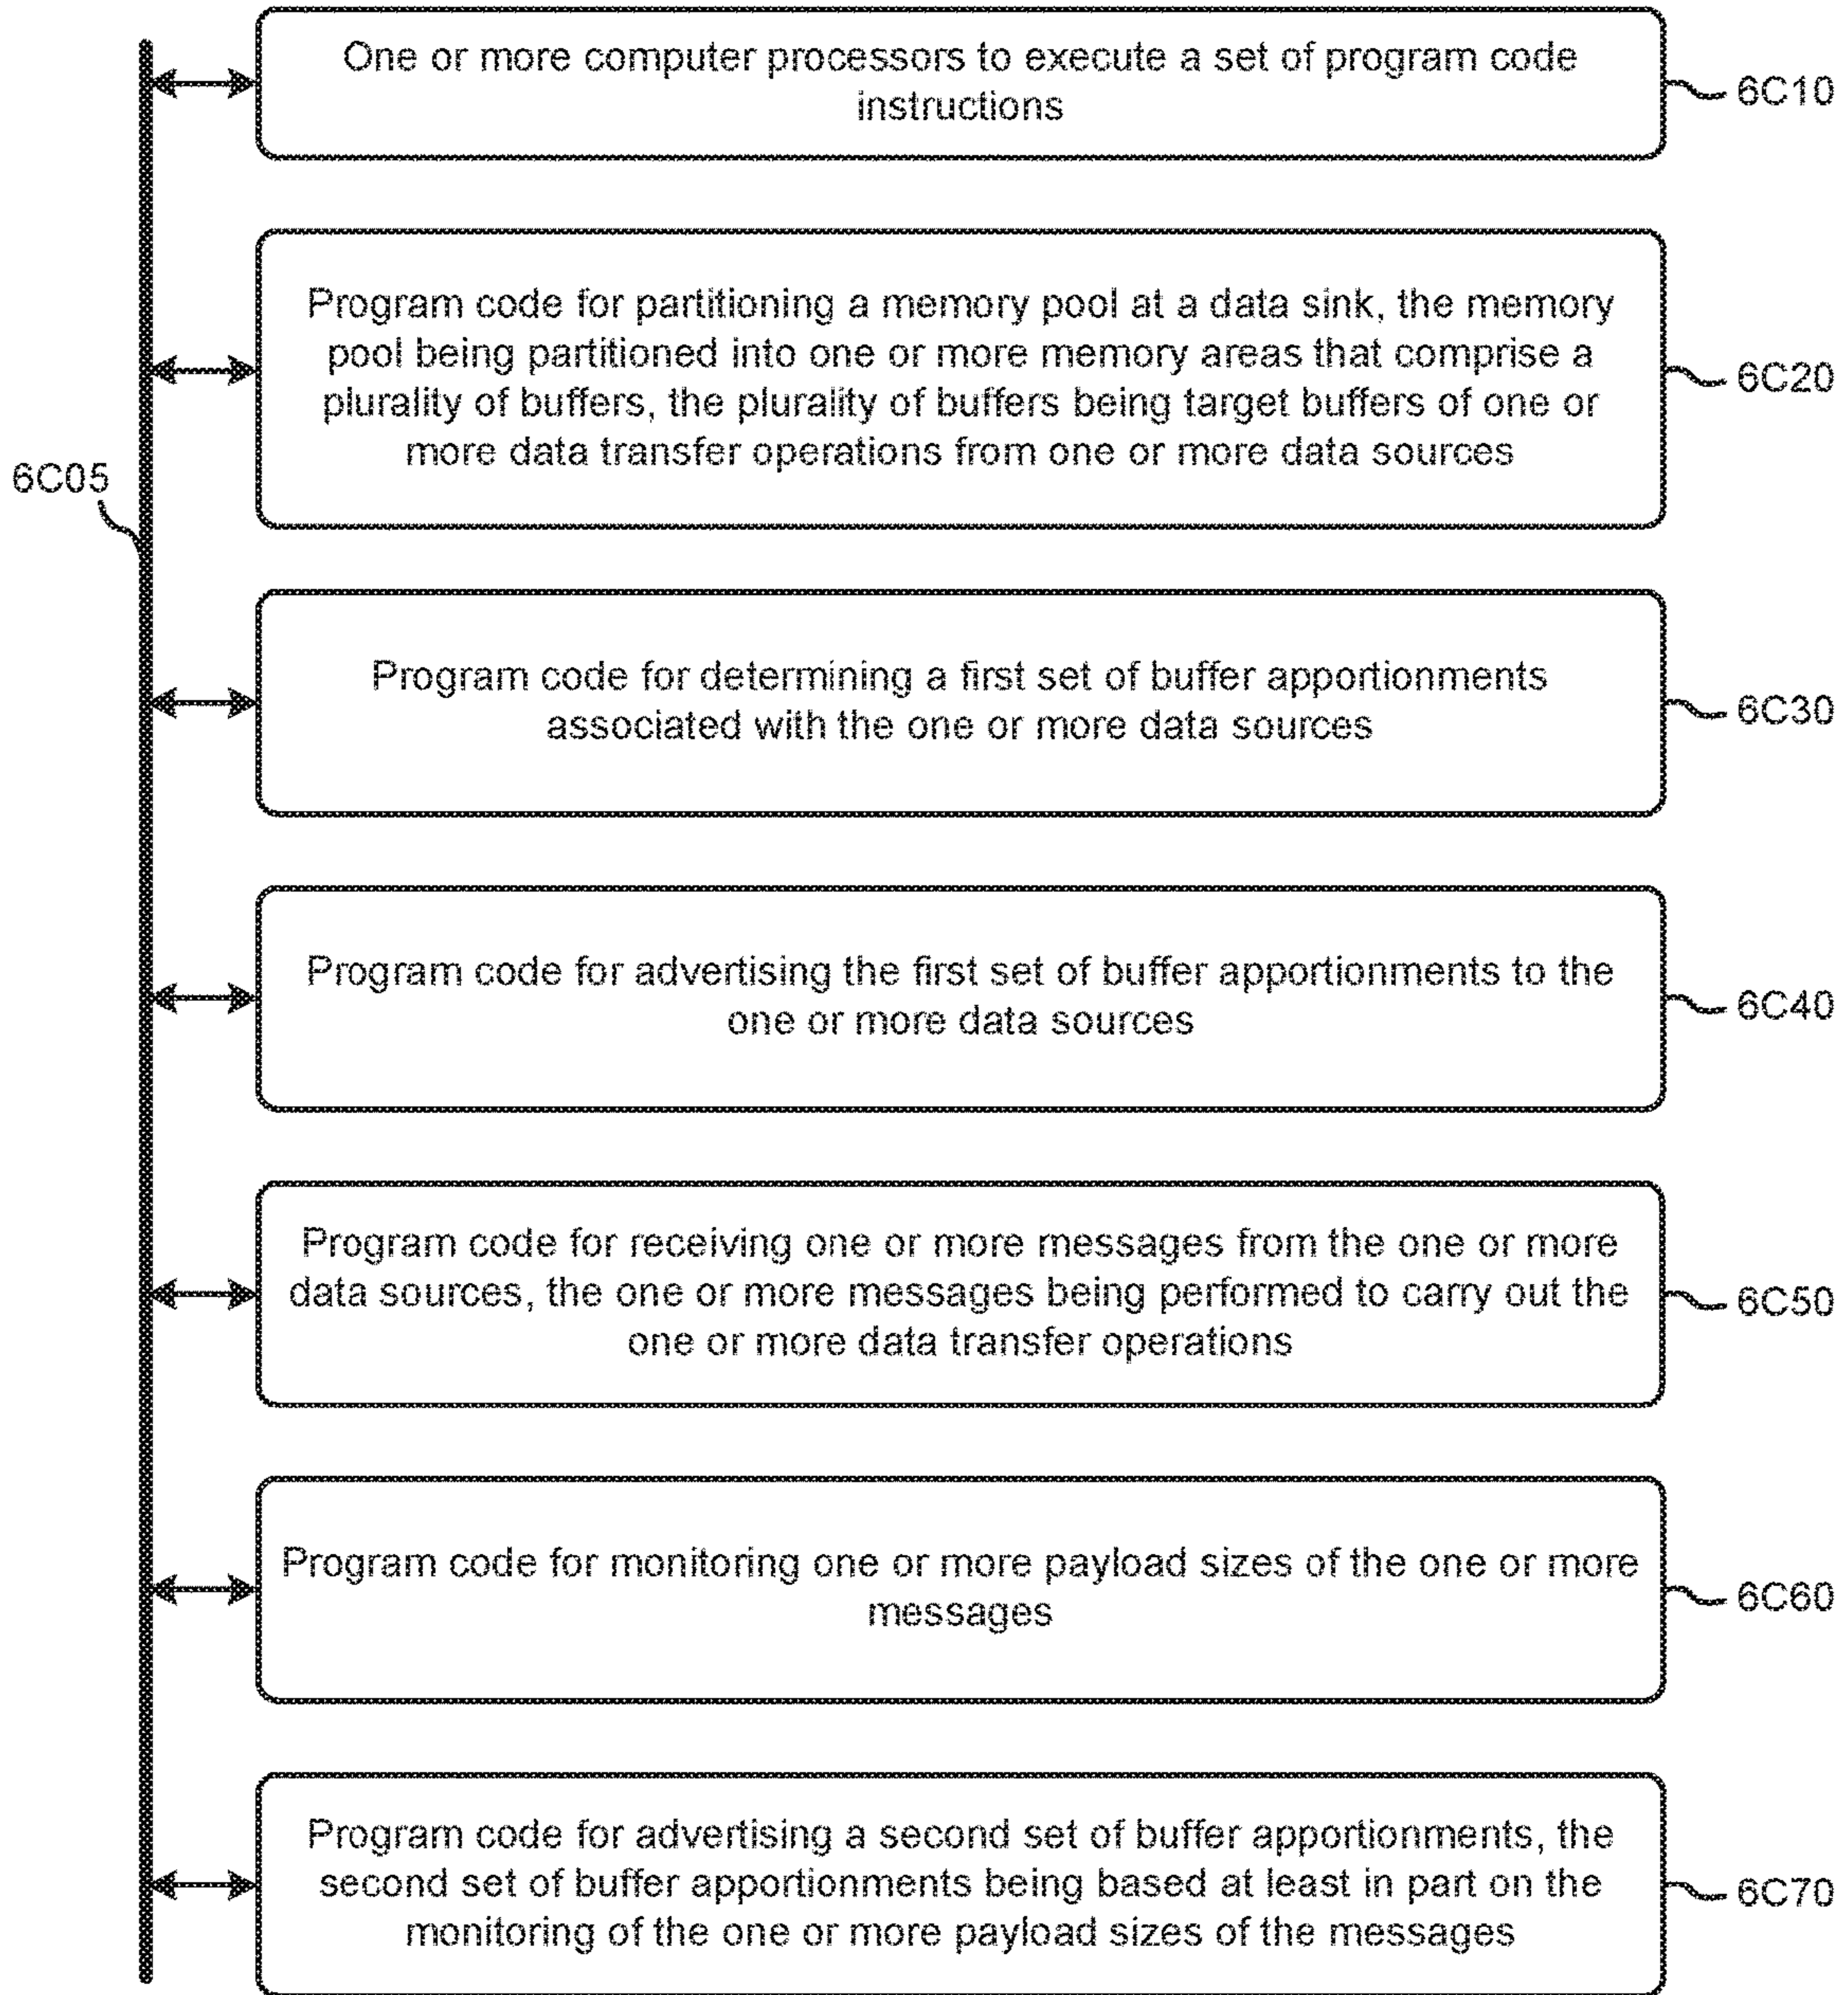 One or more computer processors to execute a set of program code
instructions
6C10
Program code for partitioning a memory pool at a data sink, the memory
pool being partitioned into one or more memory areas that comprise a
plurality of buffers, the plurality of buffers being target buffers of one or
more data transfer operations from one or more data sources
6C20
6C05
Program code for determining a first set of buffer apportionments
associated with the one or more data sources
6C30
Program code for advertising the first set of buffer apportionments to the
one or more data sources
6C40
Program code for receiving one or more messages from the one or more
data sources, the one or more messages being performed to carry out the
one or more data transfer operations
6C50
Program code for monitoring one or more payload sizes of the one or more
messages
6C60
Program code for advertising a second set of buffer apportionments, the
second set of buffer apportionments being based at least in part on the
monitoring of the one or more payload sizes of the messages
6C70